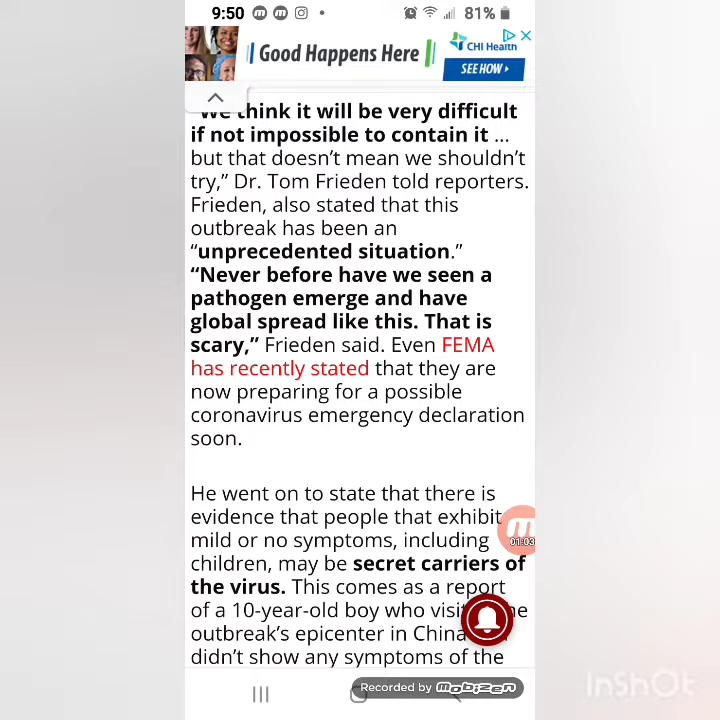 9:50
81%
Good Happens Here
CHI Health
SEE HOW
"We think it will be very difficult
if not impossible to contain it ...
but that doesn't mean we shouldn't
try," Dr. Tom Frieden told reporters.
Frieden, also stated that this
outbreak has been an
"unprecedented situation."
"Never before have we seen a
pathogen emerge and have
global spread like this. That is
scary," Frieden said. Even FEMA
has recently stated that they are
now preparing for a possible
coronavirus emergency declaration
soon.
He went on to state that there is
evidence that people that exhibit
mild or no symptoms, including
01:03
children, may be secret carriers of
the virus. This comes as a report
of a 10-year-old boy who
outbreak's epicenter in China
didn't show any symptoms of the
Recorded by mobizen
InShOt